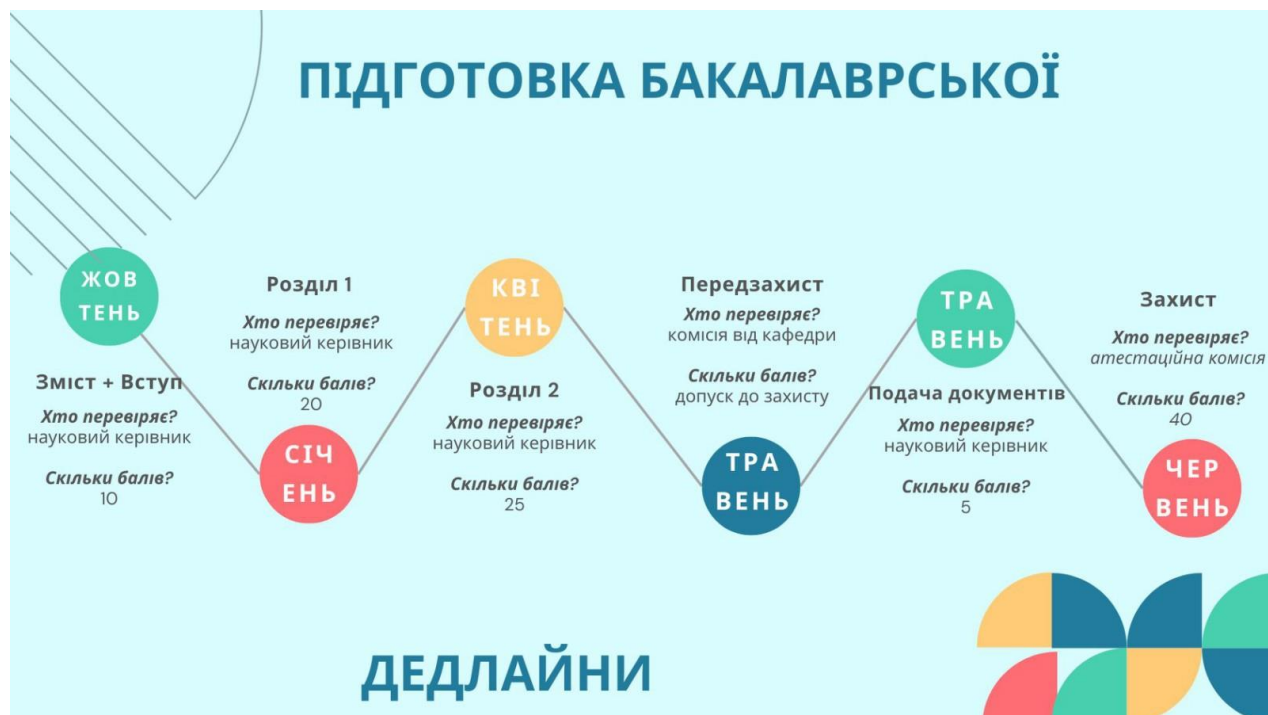 ПІДГОТОВКА БАКАЛАВРСЬКОЇ
ЖОВ
ТЕНЬ
Зміст + Вступ
Хто перевіряє?
науковий керівник
Скільки балів?
10
Розділ 1
Хто перевіряє?
науковий керівник
Скільки балів?
20
СІЧ
ЕНЬ
КВІ
ТЕНЬ
Розділ 2
Хто перевіряє?
науковий керівник
Скільки балів?
25
Передзахист
Хто перевіряє?
комісія від кафедри
Скільки балів?
допуск до захисту
ТРА
ВЕНЬ
ТРА
ВЕНЬ
Подача документів
Хто перевіряє?
науковий керівник
Скільки балів?
5
Захист
Хто перевіряє?
атестаційна комісія
Скільки балів?
40
ЧЕР
ВЕНЬ
ДЕДЛАЙНИ